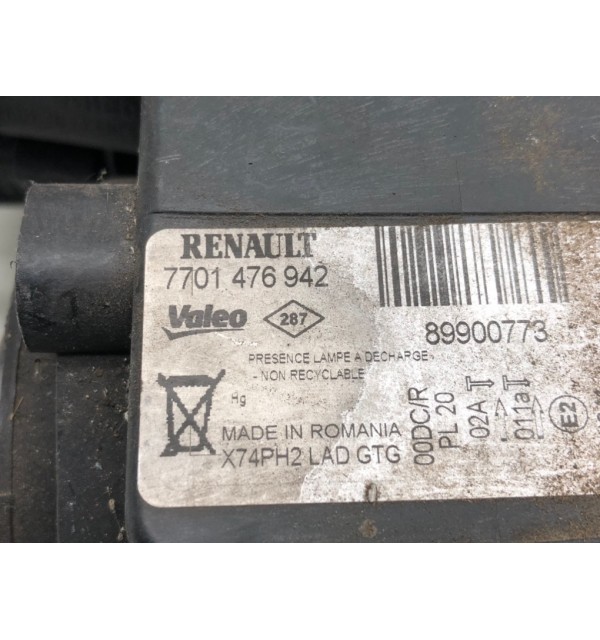 RENAULT
7701 476 942
Valeo 287
89900773
PRESENCE LAMPE A DECHARGE
- NON RECYCLABLE
Hg
MADE IN ROMANIA
X74PH2 LAD GTG
00DC/R
PL 20
02A
011a
E2